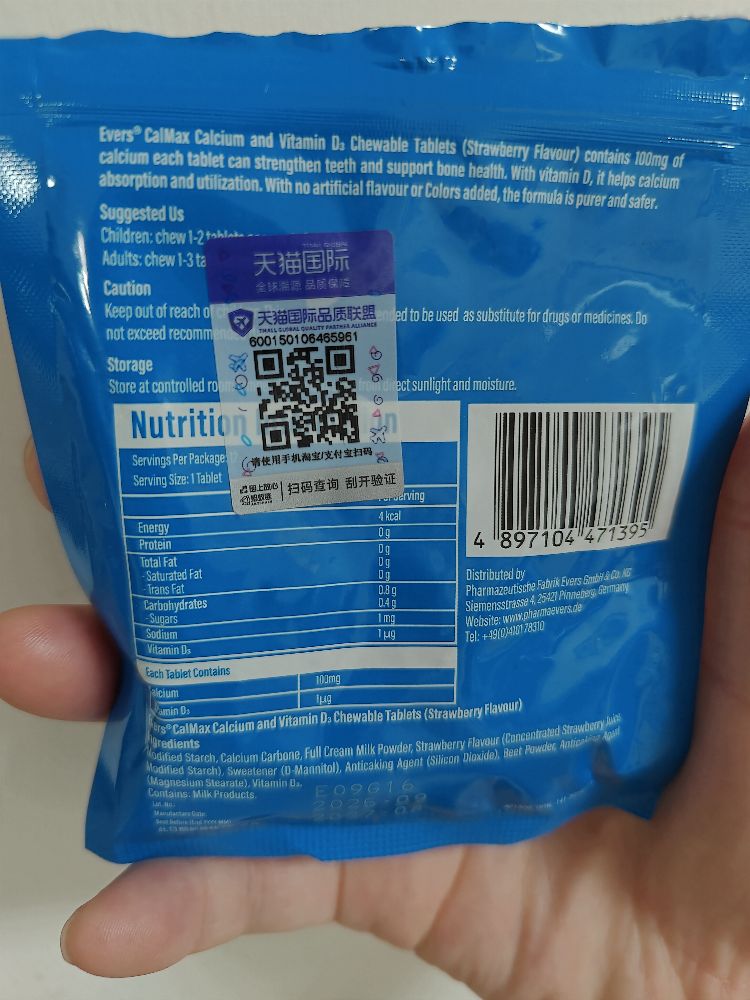 Evers® CalMax Calcium and Vitamin D₃ Chewable Tablets (Strawberry Flavour) contains 100mg of
calcium each tablet can strengthen teeth and support bone health. With vitamin D, it helps calcium
absorption and utilization. With no artificial flavour or Colors added, the formula is purer and safer.
Suggested Us
Children: chew 1-2
Adults: chew 1-3
Caution
Keep out of reach of to be used as substitute for drugs or medicines. Do
not exceed
Storage
Store at controlled from direct sunlight and moisture.
天猫国际
全球溯源 品质保障
天猫国际品质联盟
TMALL GLOBAL QUALITY PARTNER ALLIANCE
600150106465961
请使用手机淘宝/支付宝扫码
扫码查询 刮开验证
Nutrition
Servings Per Package:
Serving Size: 1 Tablet
Serving
Energy 4 kcal
Protein 0 g
Total Fat 0 g
-Saturated Fat 0 g
-Trans Fat 0 g
Carbohydrates 0.8 g
-Sugars 0.4 g
Sodium 1 mg
Vitamin D₃ 1 μg
Each Tablet Contains
alcium 100mg
amin D₃ 1μg
4 897104 471395
Distributed by
Pharmazeutische Fabrik Evers GmbH & Co. KG
Siemensstrasse 4, 25421 Pinneberg, Germany
Website: www.pharmaevers.de
Tel: +49(0)410178310
ers® CalMax Calcium and Vitamin D₃ Chewable Tablets (Strawberry Flavour)
gredients
odified Starch, Calcium Carbone, Full Cream Milk Powder, Strawberry Flavour (Concentrated Strawberry Juice
Modified Starch), Sweetener (D-Mannitol), Anticaking Agent (Silicon Dioxide), Beet Powder, Anticaking Agent
(Magnesium Stearate), Vitamin D₃.
Contains: Milk Products.
E09G16
Lot. No.:
Manufacture Date: